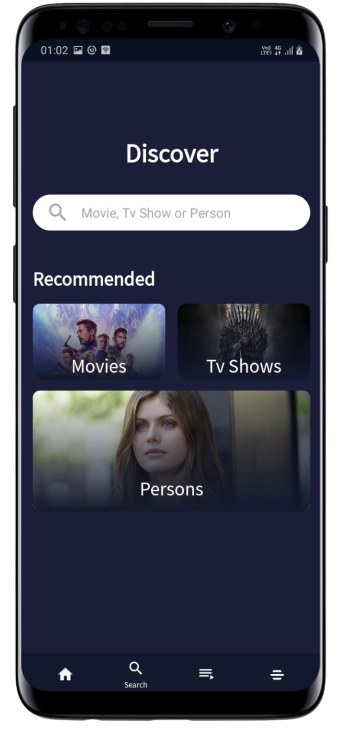 01:02
Vo) 4G
LTE1
Discover
Movie, Tv Show or Person
Recommended
Movies
Tv Shows
Persons
Search